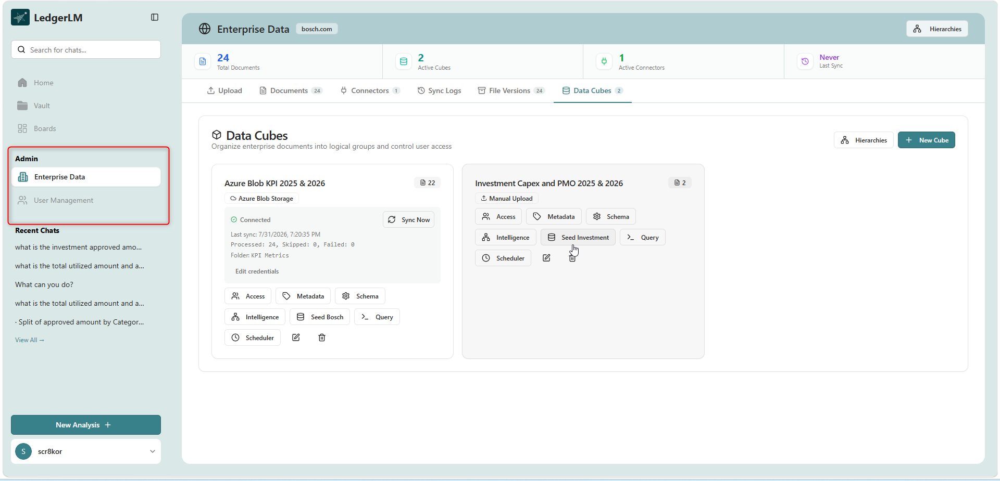 LedgerLM
Search for chats...
Home
Vault
Boards
Admin
Enterprise Data
User Management
Recent Chats
what is the investment approved amo...
what is the total utilized amount and a...
What can you do?
what is the total utilized amount and a...
· Split of approved amount by Categor...
View All →
New Analysis +
S scr8kor
Enterprise Data bosch.com
Hierarchies
24
Total Documents
2
Active Cubes
1
Active Connectors
Never
Last Sync
Upload Documents 24 Connectors 1 Sync Logs File Versions 24 Data Cubes 2
Data Cubes
Organize enterprise documents into logical groups and control user access
Hierarchies + New Cube
Azure Blob KPI 2025 & 2026 22
Azure Blob Storage
Connected Sync Now
Last sync: 7/31/2026, 7:20:35 PM
Processed: 24, Skipped: 0, Failed: 0
Folder: KPI Metrics
Edit credentials
Access Metadata Schema
Intelligence Seed Bosch Query
Scheduler
Investment Capex and PMO 2025 & 2026 2
Manual Upload
Access Metadata Schema
Intelligence Seed Investment Query
Scheduler